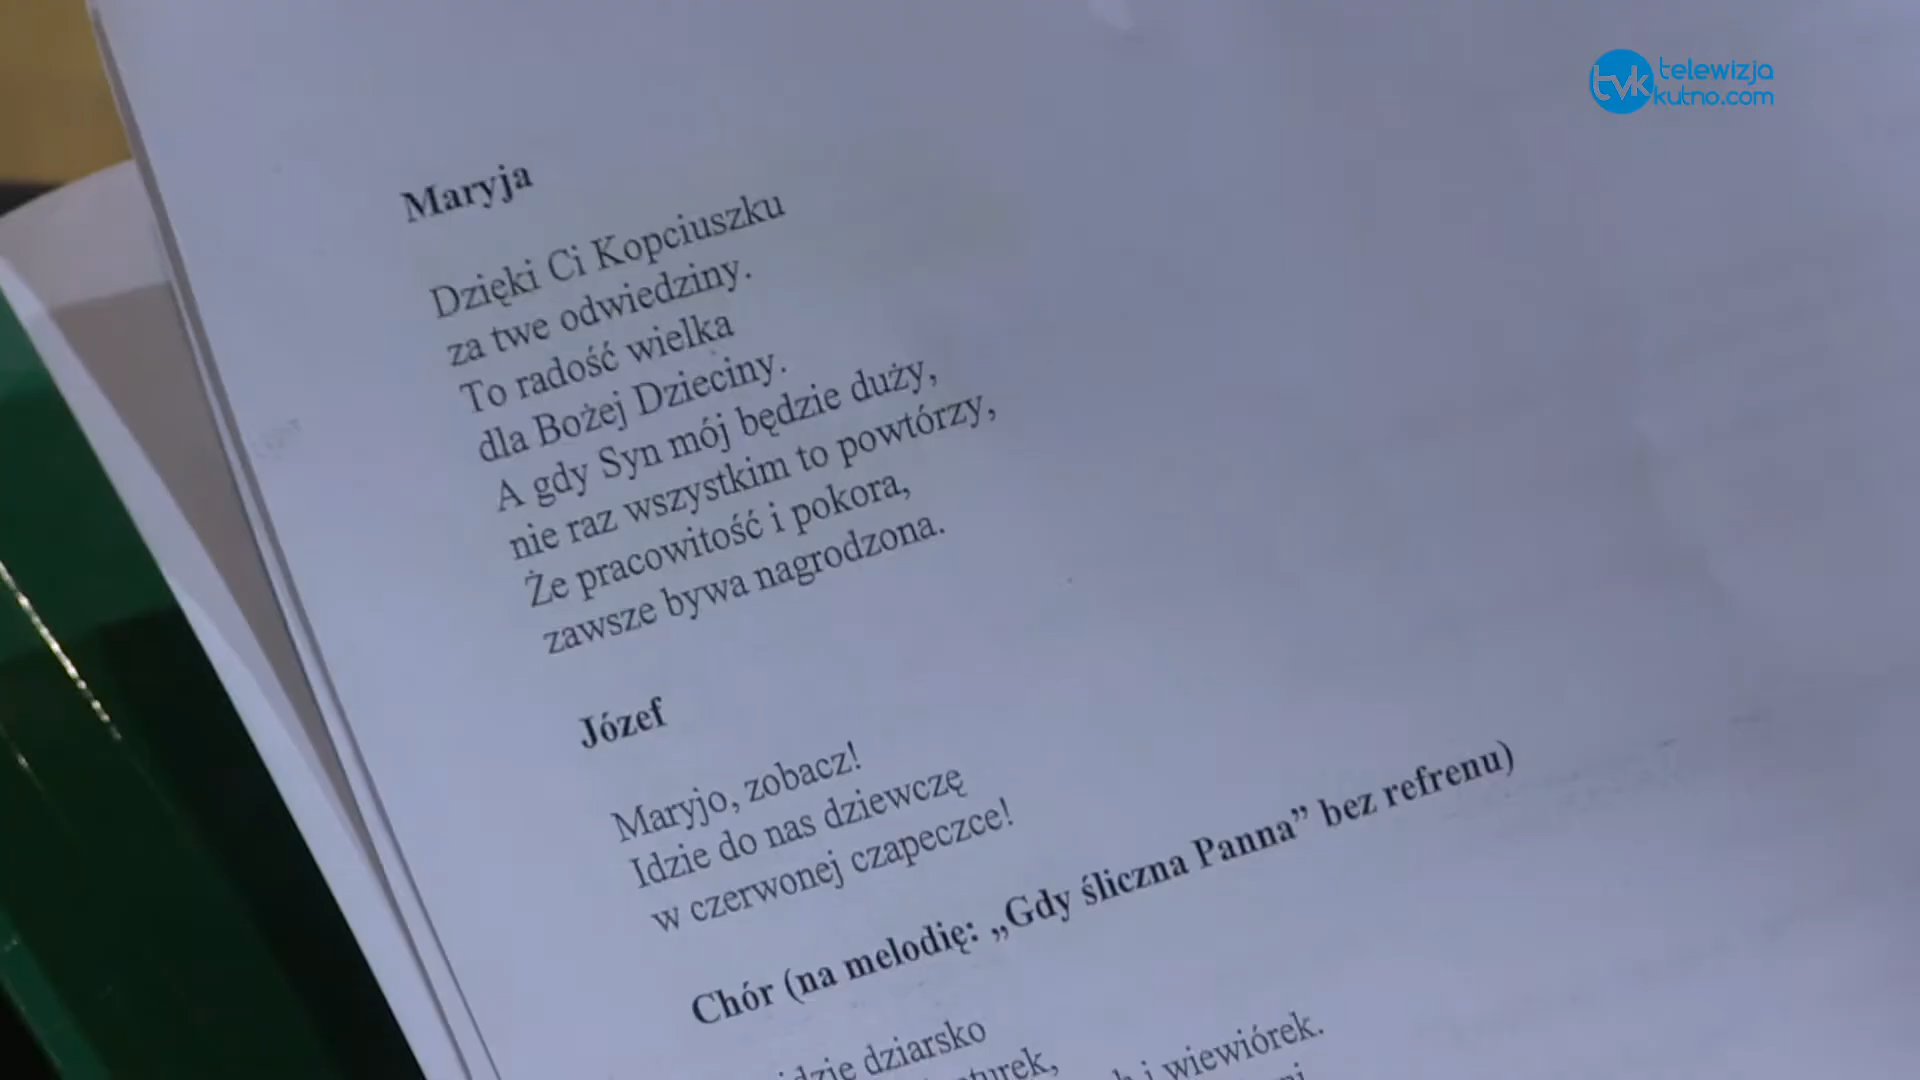 tvk telewizja
kutno.com
Maryja
Dzięki Ci Kopciuszku
za twe odwiedziny.
To radość wielka
dla Bożej Dzieciny.
A gdy Syn mój będzie duży,
nie raz wszystkim to powtórzy,
Że pracowitość i pokora,
zawsze bywa nagrodzona.
Józef
Maryjo, zobacz!
Idzie do nas dziewczę
w czerwonej czapeczce!
Chór (na melodię: „Gdy śliczna Panna” bez refrenu)
idzie dziarsko
i wiewiórek.